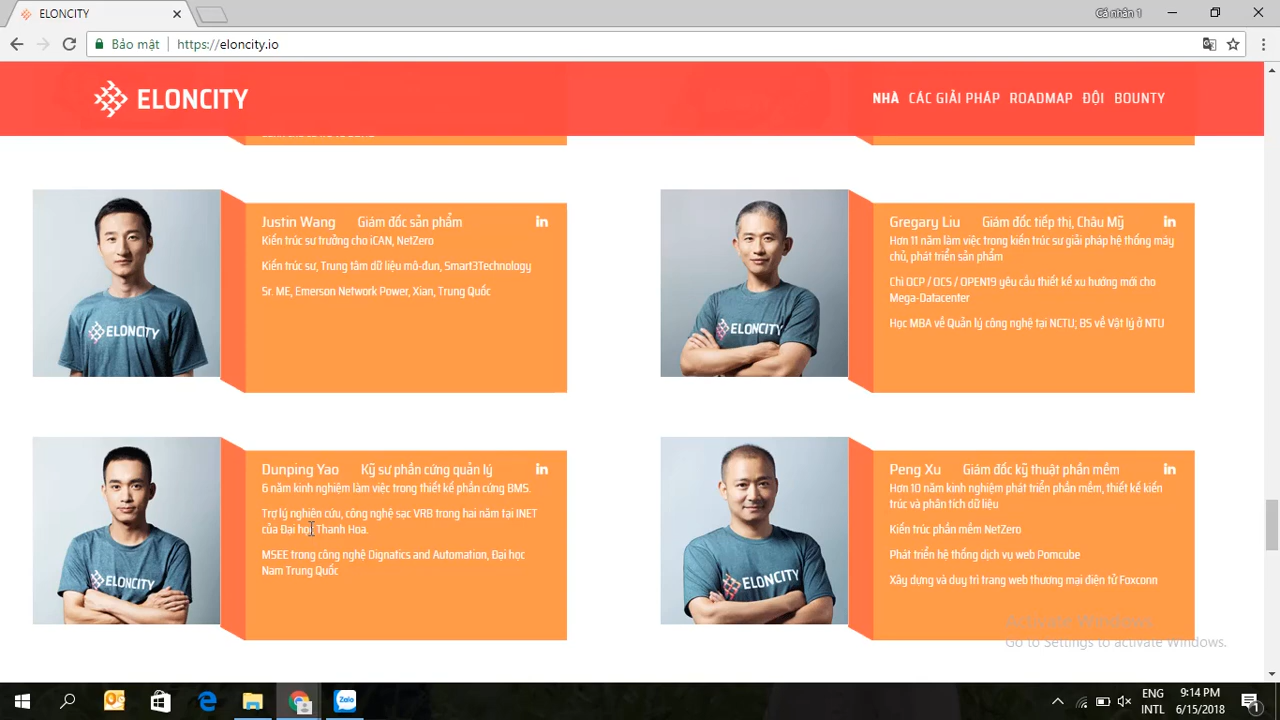 ELONCITY
Cá nhân 1
Bảo mật
https://eloncity.io
ELONCITY
NHÀ CÁC GIẢI PHÁP ROADMAP ĐỘI BOUNTY
Justin Wang Giám đốc sản phẩm in
Kiến trúc sư trưởng cho iCAN, NetZero
Kiến trúc sư, Trung tâm dữ liệu mô-đun, Smart3Technology
Sr. ME, Emerson Network Power, Xian, Trung Quốc
ELONCITY
Gregary Liu Giám đốc tiếp thị, Châu Mỹ in
Hơn 11 năm làm việc trong kiến trúc sư giải pháp hệ thống máy
chủ, phát triển sản phẩm
Chỉ OCP / OCS / OPEN19 yêu cầu thiết kế xu hướng mới cho
Mega-Datacenter
Học MBA về Quản lý công nghệ tại NCTU; BS về Vật lý ở NTU
ELONCITY
Dunping Yao Kỹ sư phần cứng quản lý in
6 năm kinh nghiệm làm việc trong thiết kế phần cứng BMS.
Trợ lý nghiên cứu, công nghệ sạc VRB trong hai năm tại INET
của Đại học Thanh Hoa.
MSEE trong công nghệ Dignatics and Automation, Đại học
Nam Trung Quốc
ELONCITY
Peng Xu Giám đốc kỹ thuật phần mềm in
Hơn 10 năm kinh nghiệm phát triển phần mềm, thiết kế kiến
trúc và phân tích dữ liệu
Kiến trúc phần mềm NetZero
Phát triển hệ thống dịch vụ web Pomcube
Xây dựng và duy trì trang web thương mại điện tử Foxconn
ELONCITY
Activate Windows
Go to Settings to activate Windows.
Zalo
ENG
INTL
9:14 PM
6/15/2018
1